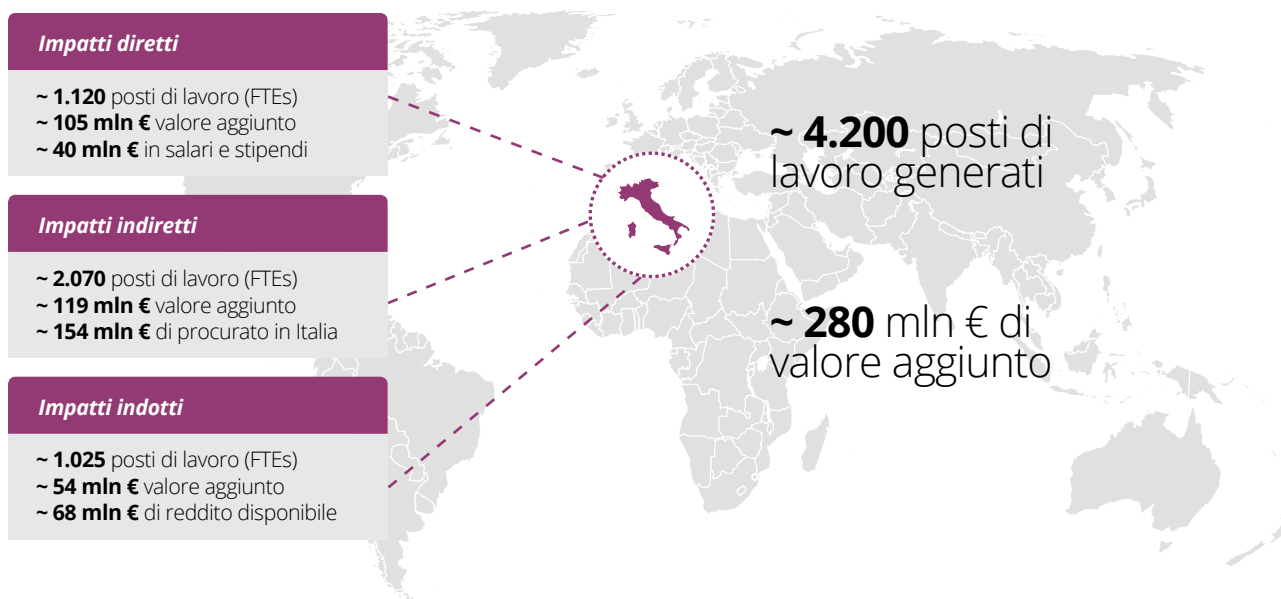 Impatti diretti
~ 1.120 posti di lavoro (FTEs)
~ 105 mln € valore aggiunto
~ 40 mln € in salari e stipendi
Impatti indiretti
~ 2.070 posti di lavoro (FTEs)
~ 119 mln € valore aggiunto
~ 154 mln € di procurato in Italia
Impatti indotti
~ 1.025 posti di lavoro (FTEs)
~ 54 mln € valore aggiunto
~ 68 mln € di reddito disponibile
~ 4.200 posti di
lavoro generati
~ 280 mln € di
valore aggiunto